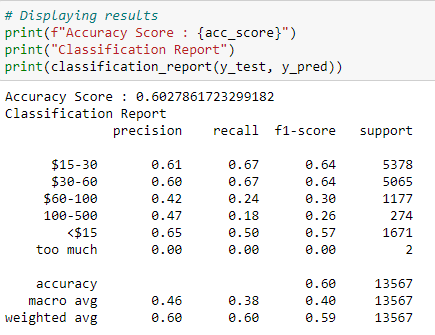 # Displaying results
print(f"Accuracy Score : {acc_score}")
print("Classification Report")
print(classification_report(y_test, y_pred))
Accuracy Score : 0.6027861723299182
Classification Report
precision recall f1-score support
$15-30 0.61 0.67 0.64 5378
$30-60 0.60 0.67 0.64 5065
$60-100 0.42 0.24 0.30 1177
100-500 0.47 0.18 0.26 274
<$15 0.65 0.50 0.57 1671
too much 0.00 0.00 0.00 2
accuracy 0.60 13567
macro avg 0.46 0.38 0.40 13567
weighted avg 0.60 0.60 0.59 13567